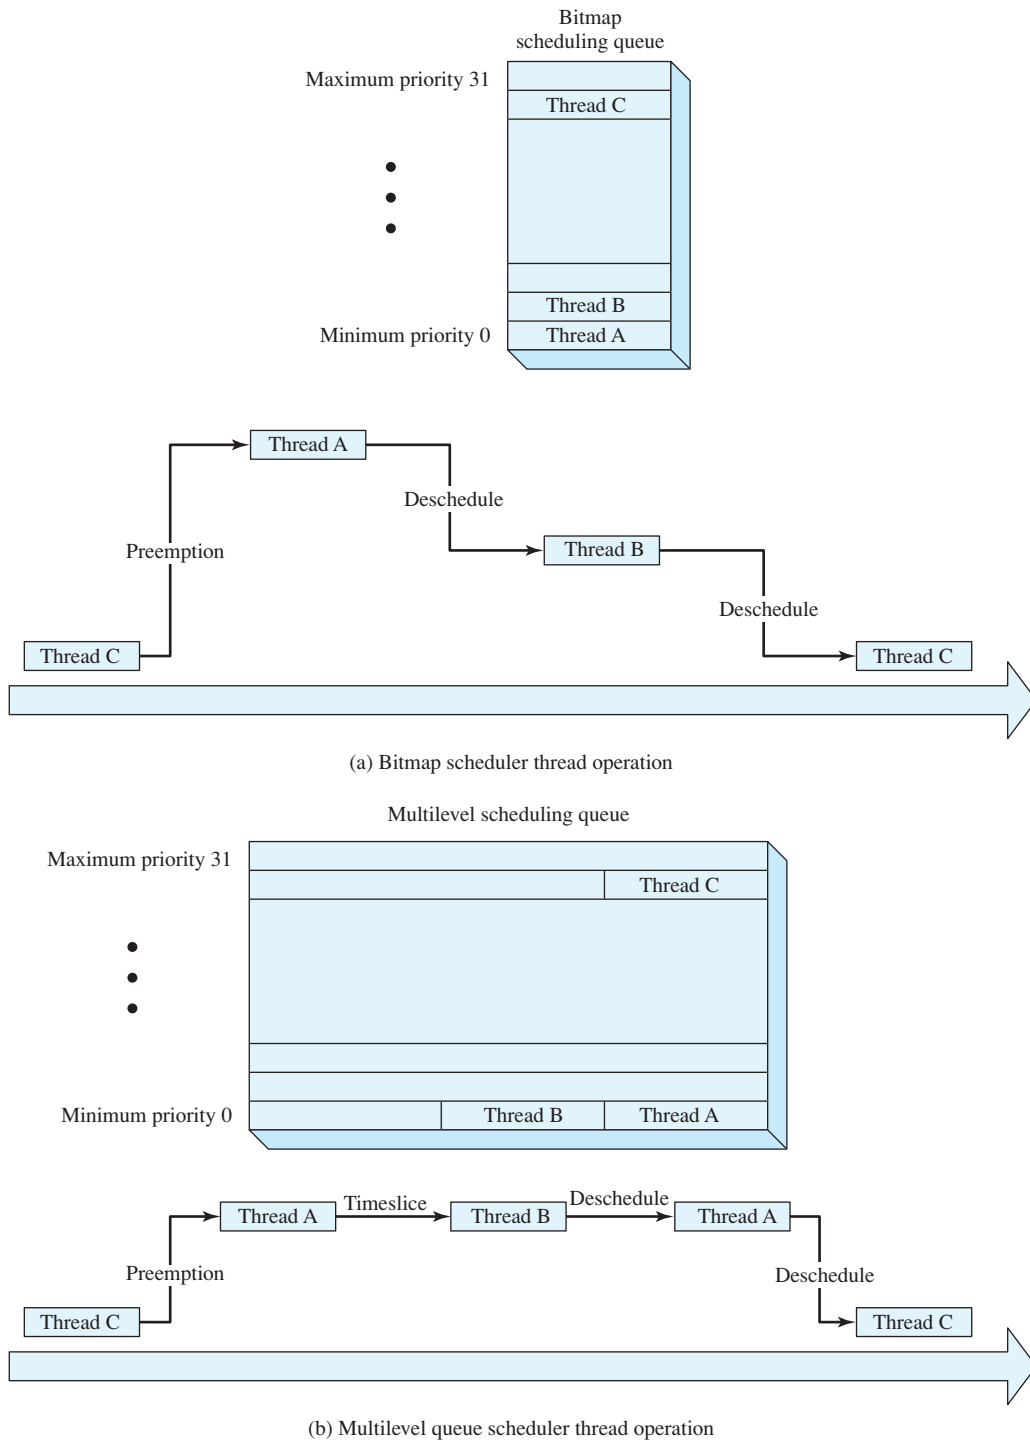 Bitmap
scheduling queue
Maximum priority 31
Thread C
Thread B
Minimum priority 0
Thread A
Thread A
Deschedule
Thread B
Preemption
Deschedule
Thread C
Thread C
(a) Bitmap scheduler thread operation
Multilevel scheduling queue
Maximum priority 31
Thread C
Minimum priority 0
Thread B
Thread A
Thread A
Timeslice
Thread B
Deschedule
Thread A
Preemption
Deschedule
Thread C
Thread C
(b) Multilevel queue scheduler thread operation